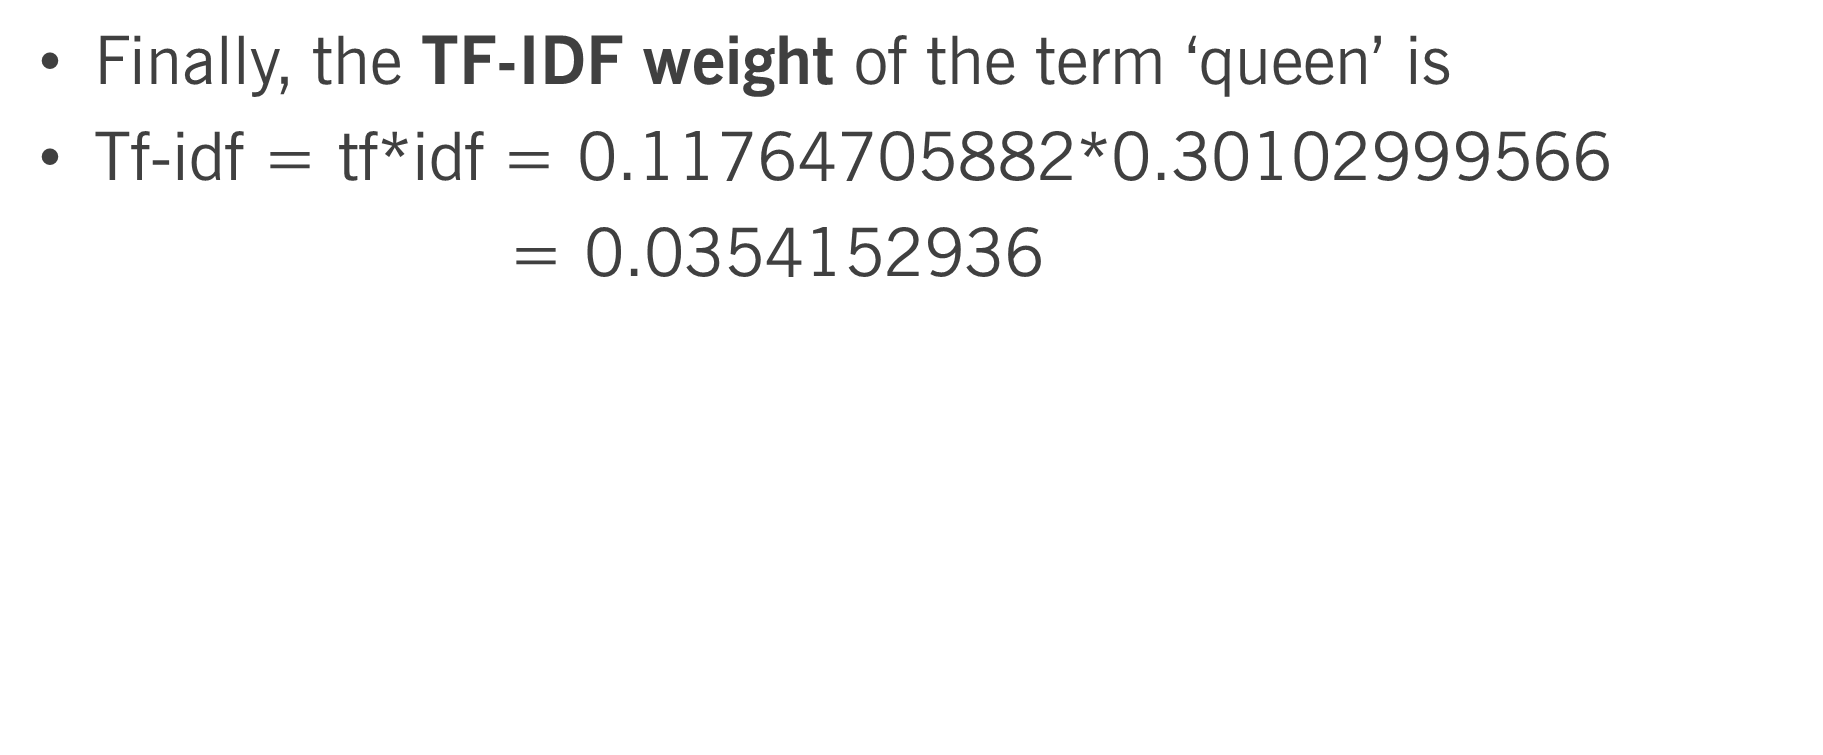 • Finally, the TF-IDF weight of the term ‘queen’ is
• Tf-idf = tf*idf = 0.11764705882*0.30102999566
= 0.0354152936